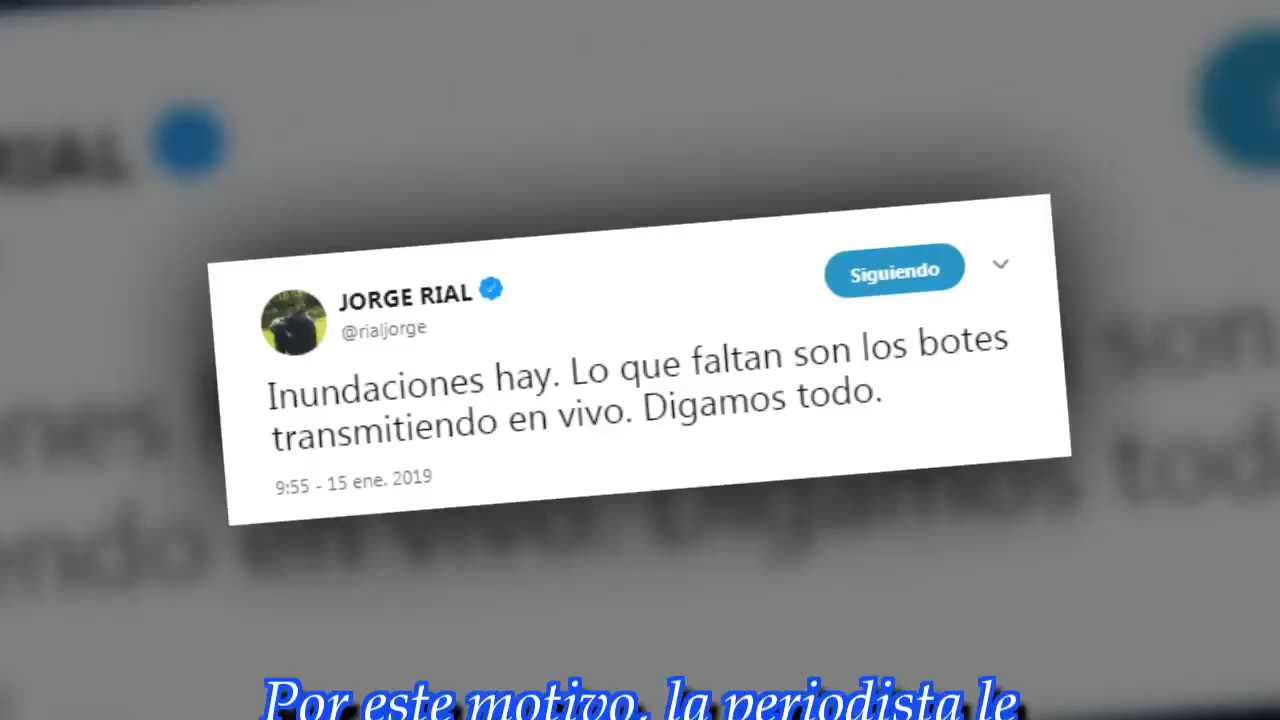 JORGE RIAL
@rialjorge
Siguiendo
Inundaciones hay. Lo que faltan son los botes
transmitiendo en vivo. Digamos todo.
9:55 - 15 ene. 2019
Por este motivo, la periodista le